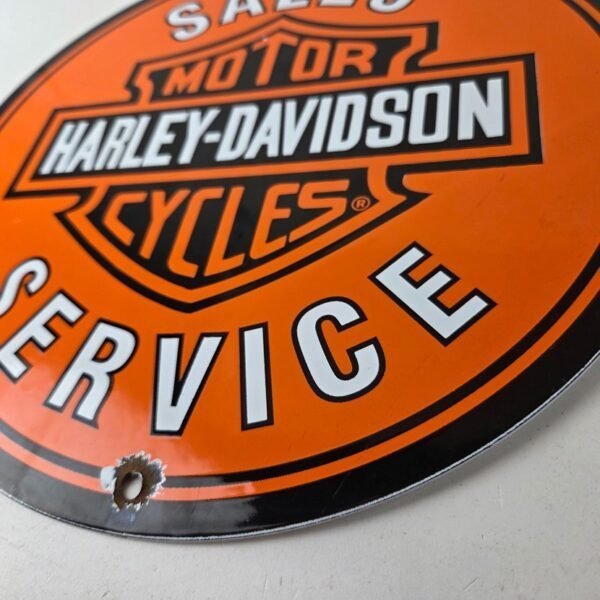 SALES
MOTOR
HARLEY-DAVIDSON
CYCLES®
SERVICE